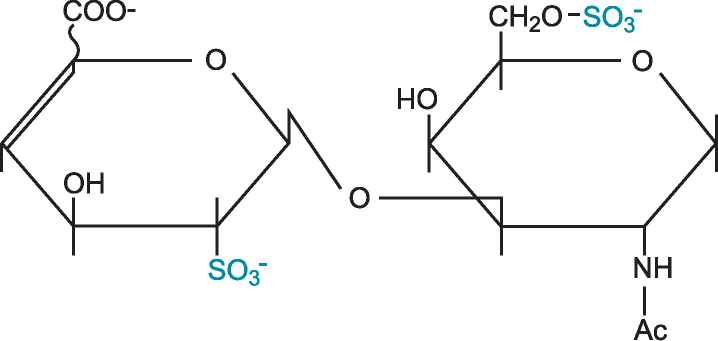 COO-
CH₂O-SO₃-
O
O
HO
OH
O
SO₃-
NH
Ac